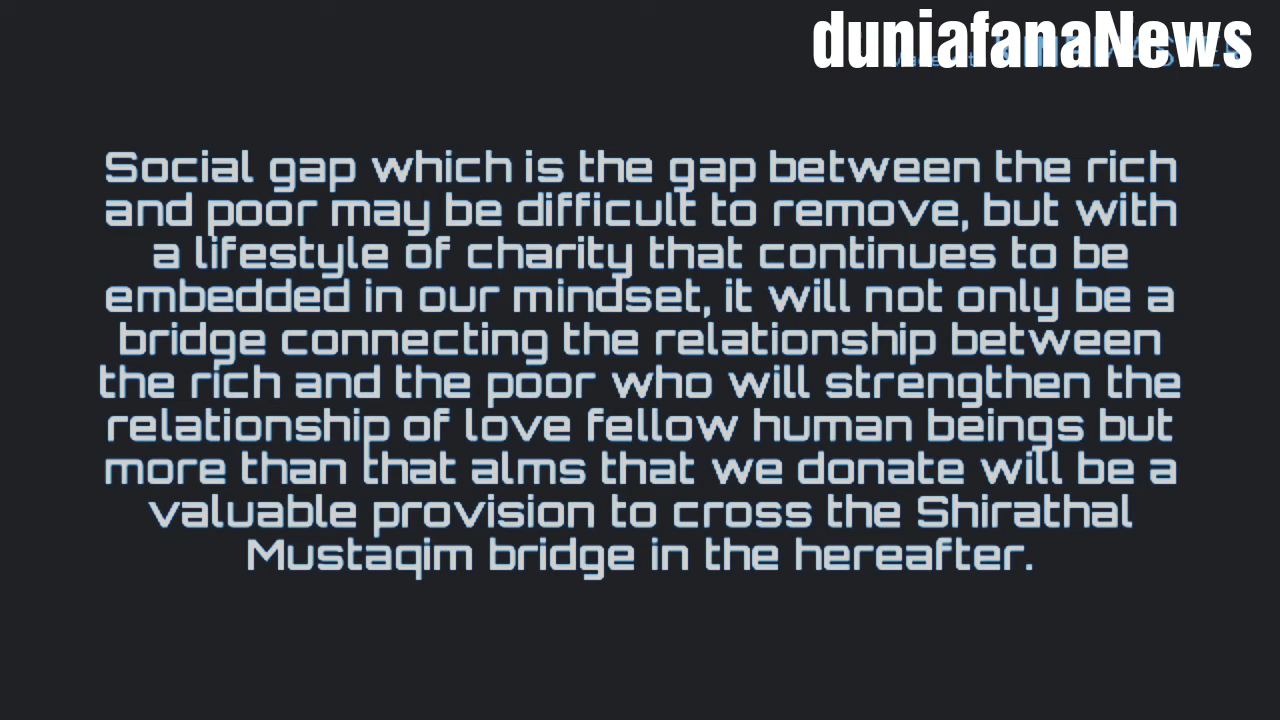 duniafanaNews
Social gap which is the gap between the rich
and poor may be difficult to remove, but with
a lifestyle of charity that continues to be
embedded in our mindset, it will not only be a
bridge connecting the relationship between
the rich and the poor who will strengthen the
relationship of love fellow human beings but
more than that alms that we donate will be a
valuable provision to cross the Shirathal
Mustaqim bridge in the hereafter.